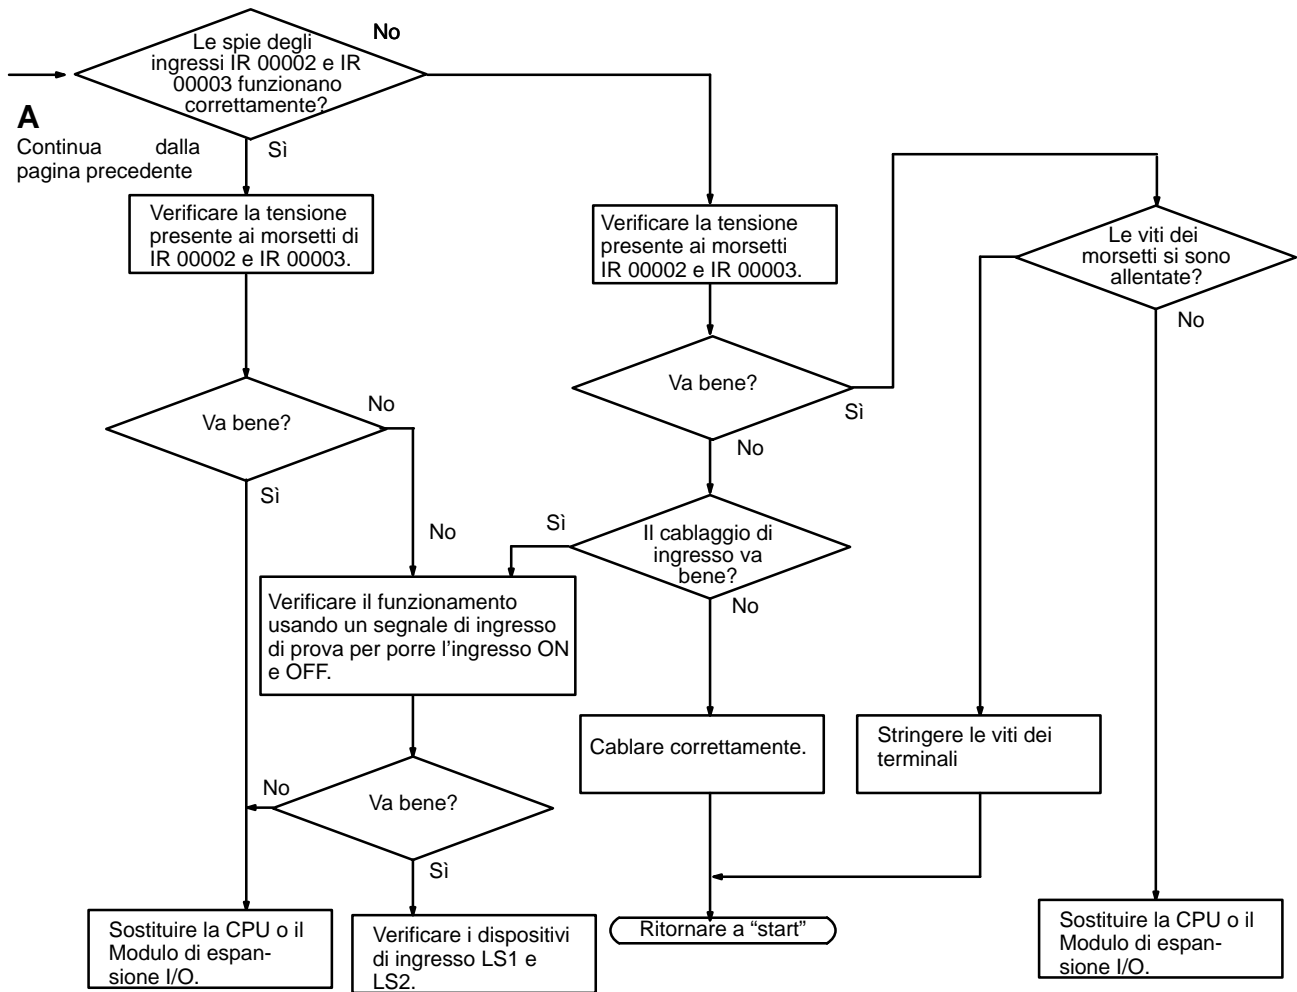 Le spie degli
ingressi IR 00002 e IR
00003 funzionano
correttamente?
No
A
Continua dalla
pagina precedente
Sì
Verificare la tensione
presente ai morsetti di
IR 00002 e IR 00003.
Verificare la tensione
presente ai morsetti
IR 00002 e IR 00003.
Le viti dei
morsetti si sono
allentate?
No
Va bene?
No
Sì
Va bene?
Sì
No
No
Sì
Il cablaggio di
ingresso va
bene?
No
Verificare il funzionamento
usando un segnale di ingresso
di prova per porre l'ingresso ON
e OFF.
Cablare correttamente.
Stringere le viti dei
terminali
No
Va bene?
Sì
Sostituire la CPU o il
Modulo di espan-
sione I/O.
Verificare i dispositivi
di ingresso LS1 e
LS2.
Ritornare a “start”
Sostituire la CPU o il
Modulo di espan-
sione I/O.